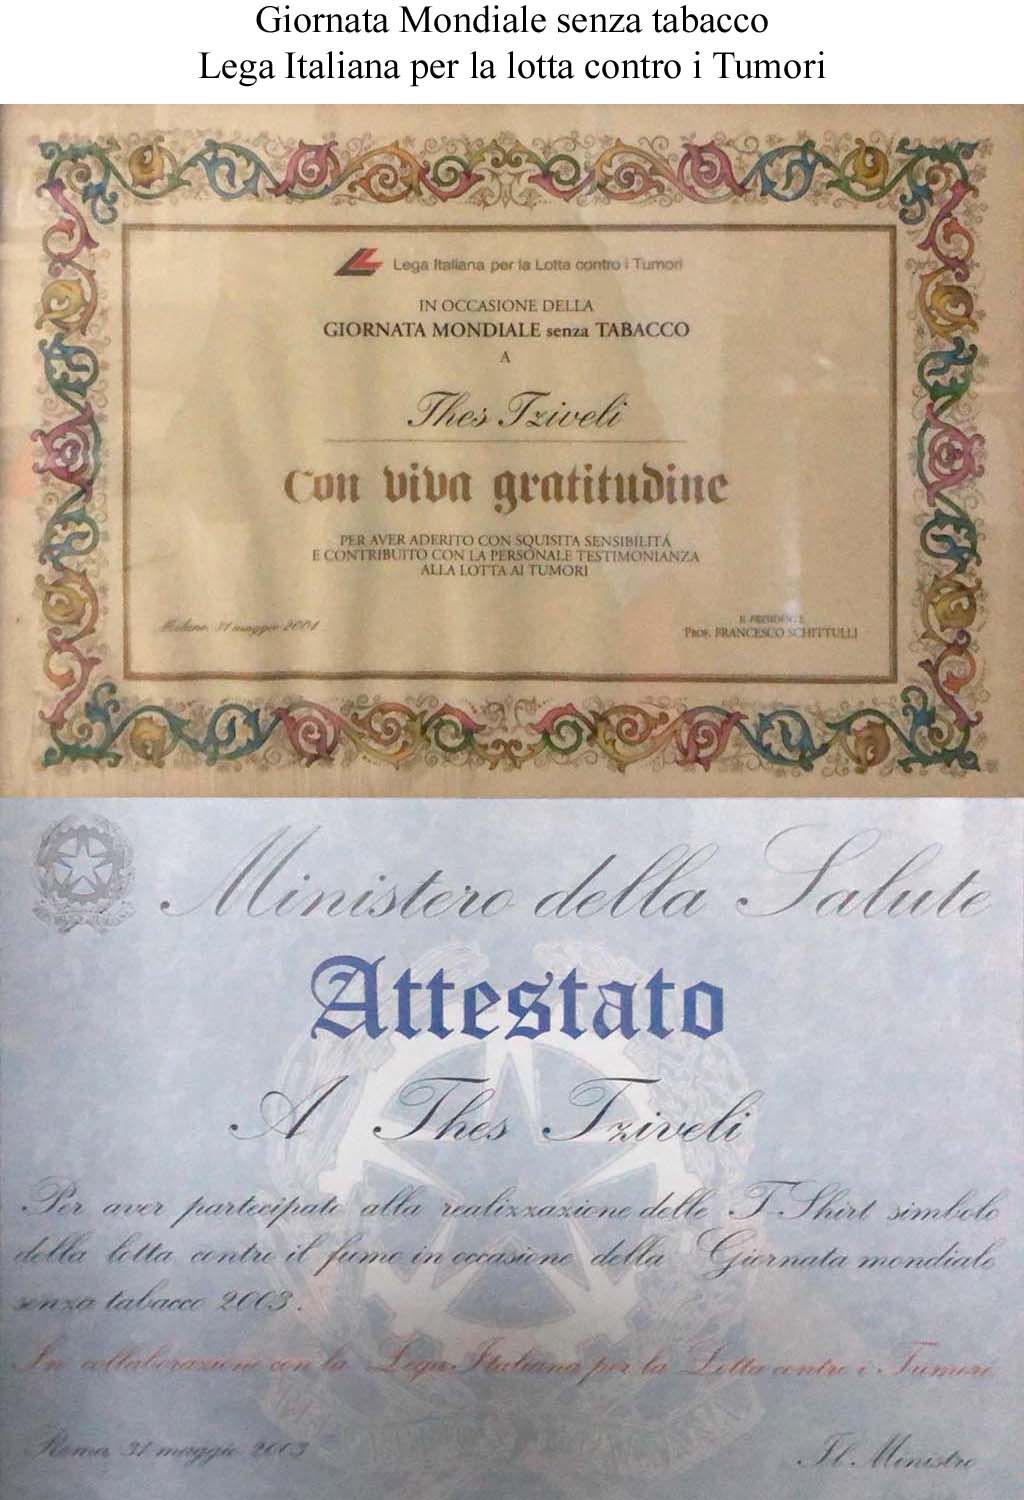 Giornata Mondiale senza tabacco
Lega Italiana per la lotta contro i Tumori
Lega Italiana per la Lotta contro i Tumori
IN OCCASIONE DELLA
GIORNATA MONDIALE senza TABACCO
A
Thes Tziveli
con viva gratitudine
PER AVER ADERITO CON SQUISITA SENSIBILITÀ
E CONTRIBUITO CON LA PERSONALE TESTIMONIANZA
ALLA LOTTA AI TUMORI
Milano, 31 maggio 2001
IL PRESIDENTE
PROF. FRANCESCO SCHITTULLI
Ministero della Salute
Attestato
A Thes Tziveli
Per aver partecipato alla realizzazione delle T-Shirt simbolo
della lotta contro il fumo in occasione della Giornata mondiale
senza tabacco 2003.
In collaborazione con la Lega Italiana per la Lotta contro i Tumori
Roma 31 maggio 2003
Il Ministro